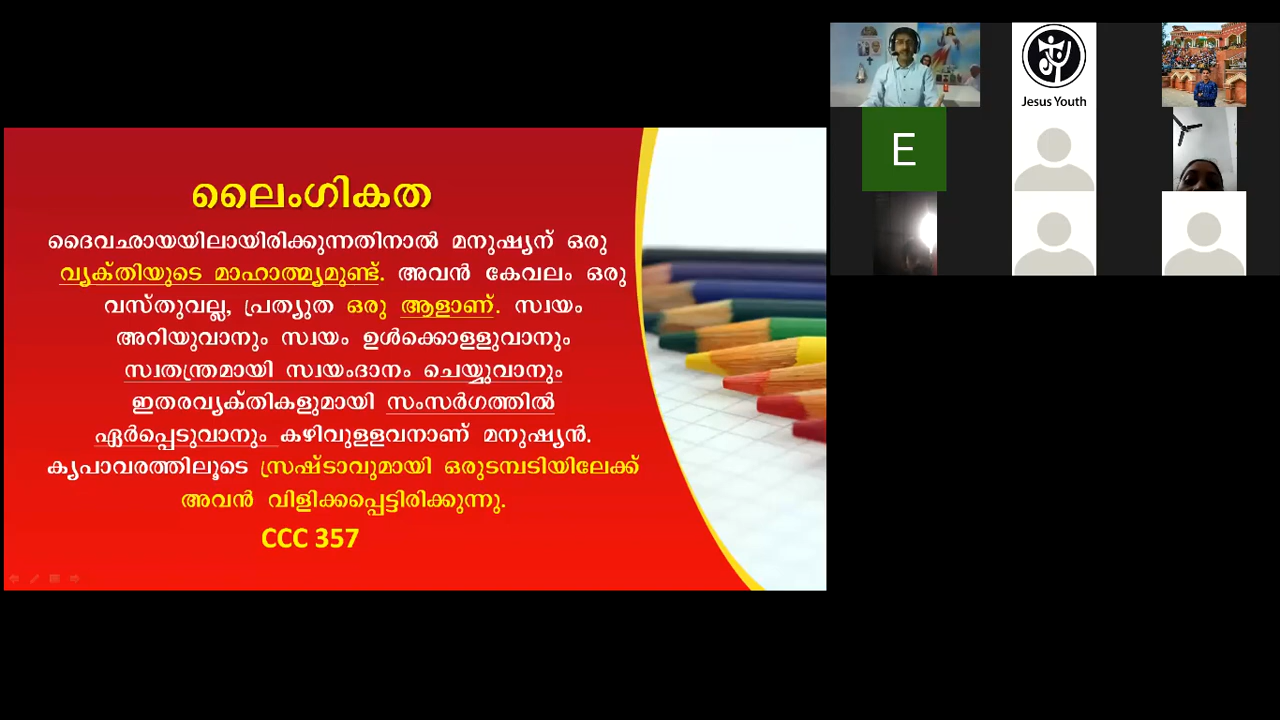 ലൈംഗികത
ദൈവഛായയിലായിരിക്കുന്നതിനാൽ മനുഷ്യന് ഒരു
വ്യക്തിയുടെ മാഹാത്മ്യമുണ്ട്. അവൻ കേവലം ഒരു
വസ്തുവല്ല, പ്രത്യുത ഒരു ആളാണ്. സ്വയം
അറിയുവാനും സ്വയം ഉൾക്കൊളളുവാനും
സ്വതന്ത്രമായി സ്വയംദാനം ചെയ്യുവാനും
ഇതരവ്യക്തികളുമായി സംസർഗത്തിൽ
ഏർപ്പെടുവാനും കഴിവുളളവനാണ് മനുഷ്യൻ.
കൃപാവരത്തിലൂടെ സ്രഷ്ടാവുമായി ഒരുടമ്പടിയിലേക്ക്
അവൻ വിളിക്കപ്പെട്ടിരിക്കുന്നു.
CCC 357
Jesus Youth
E